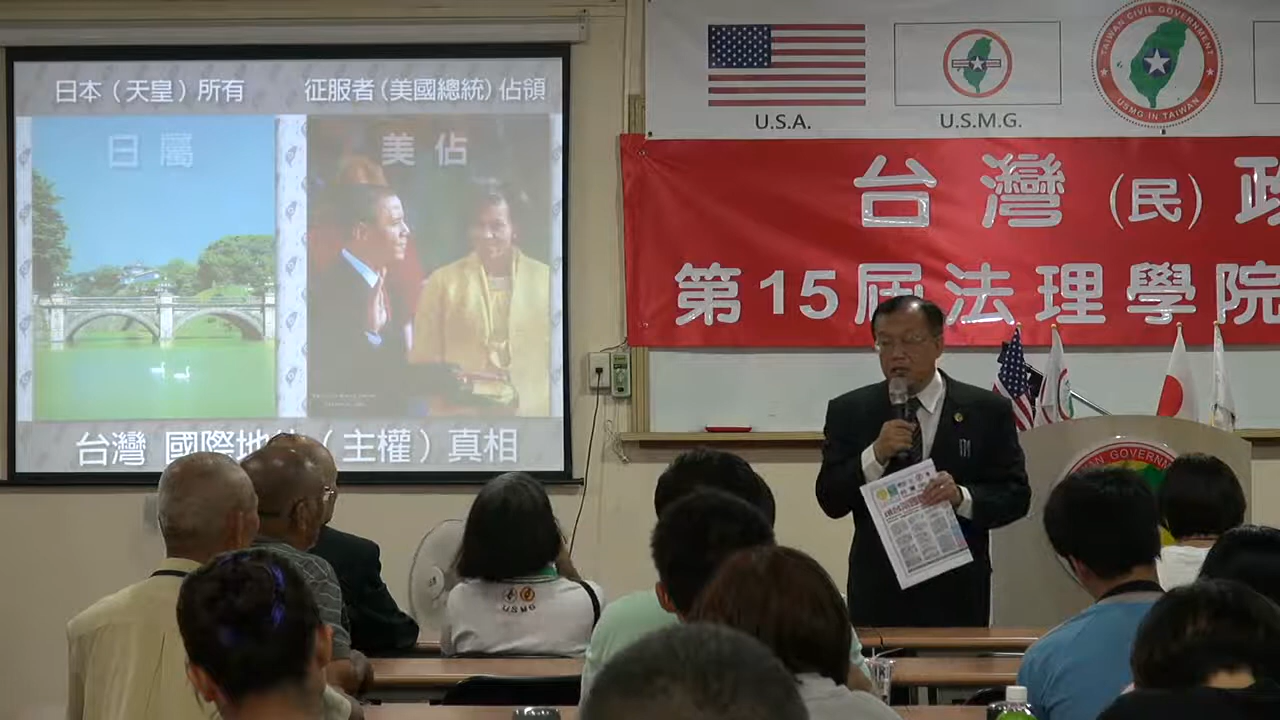 日本（天皇）所有
征服者（美國總統）佔領
日屬
美佔
台灣 國際地位（主權）真相
U.S.A.
U.S.M.G.
TAIWAN CIVIL GOVERNMENT
USMG IN TAIWAN
台灣（民）政
第15屆法理學院
GOVERNM
USMG